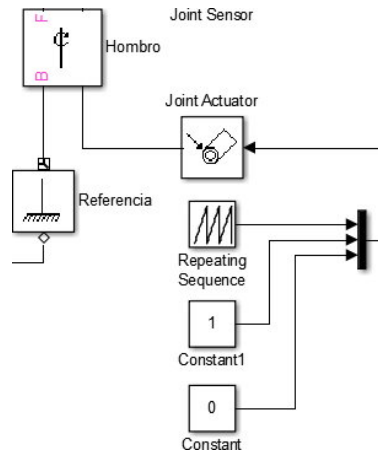 Joint Sensor
F
Hombro
B
Joint Actuator
Referencia
Repeating
Sequence
1
Constant1
0
Constant